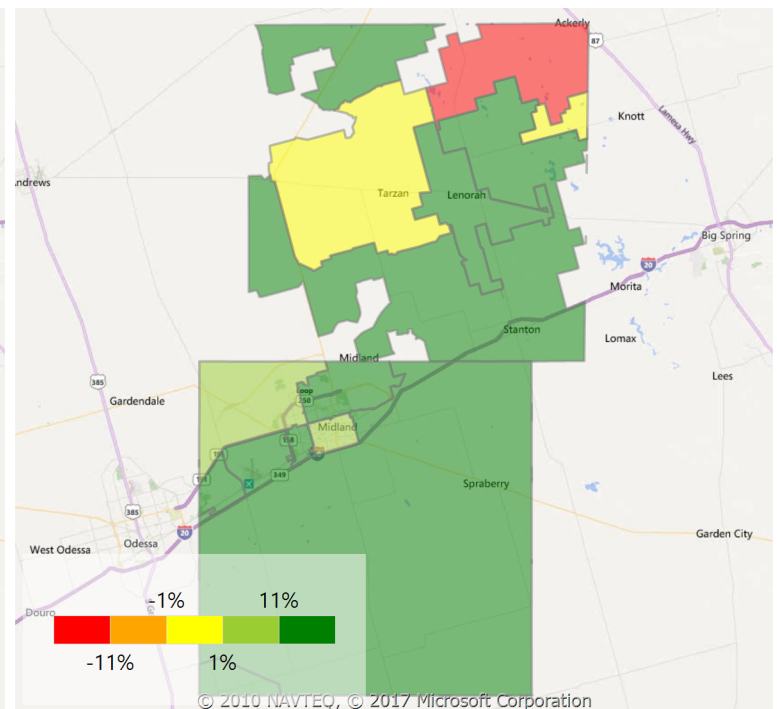 Ackerly
87
Knott
Lamesa Hwy
Andrews
Tarzan
Lenorah
Big Spring
20
Morita
Stanton
Lomax
Midland
385
Lees
Gardendale
250
Midland
158
191
349
Spraberry
385
20
Garden City
West Odessa
Odessa
-1%
11%
Douro
-11%
1%
© 2010 NAVTEQ, © 2017 Microsoft Corporation